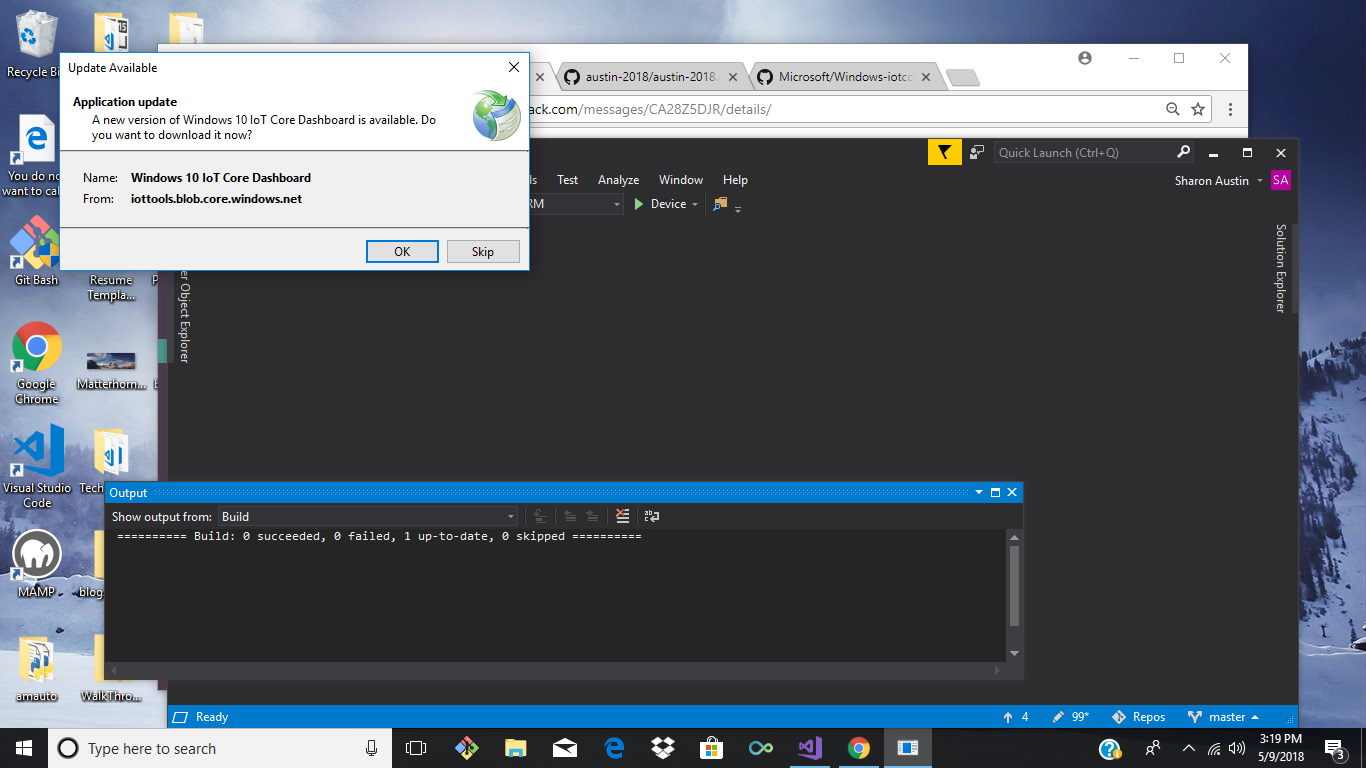 Recycle Bi
You do no
want to ca
Git Bash
Resume
Templa...
Google
Chrome
Matterhorn...
Visual Studio
Code
Tech
MAMP
blog
amauto
WalkThro...
Update Available
Application update
A new version of Windows 10 IoT Core Dashboard is available. Do
you want to download it now?
Name: Windows 10 IoT Core Dashboard
From: iottools.blob.core.windows.net
OK
Skip
austin-2018/austin-2018.
Microsoft/Windows-iotc
ack.com/messages/CA28Z5DJR/details/
Quick Launch (Ctrl+Q)
ls Test Analyze Window Help
Sharon Austin SA
RM
Device
er Object Explorer
Solution Explorer
Output
Show output from: Build
========== Build: 0 succeeded, 0 failed, 1 up-to-date, 0 skipped ==========
Ready
4
99*
Repos
master
Type here to search
3:19 PM
5/9/2018
3